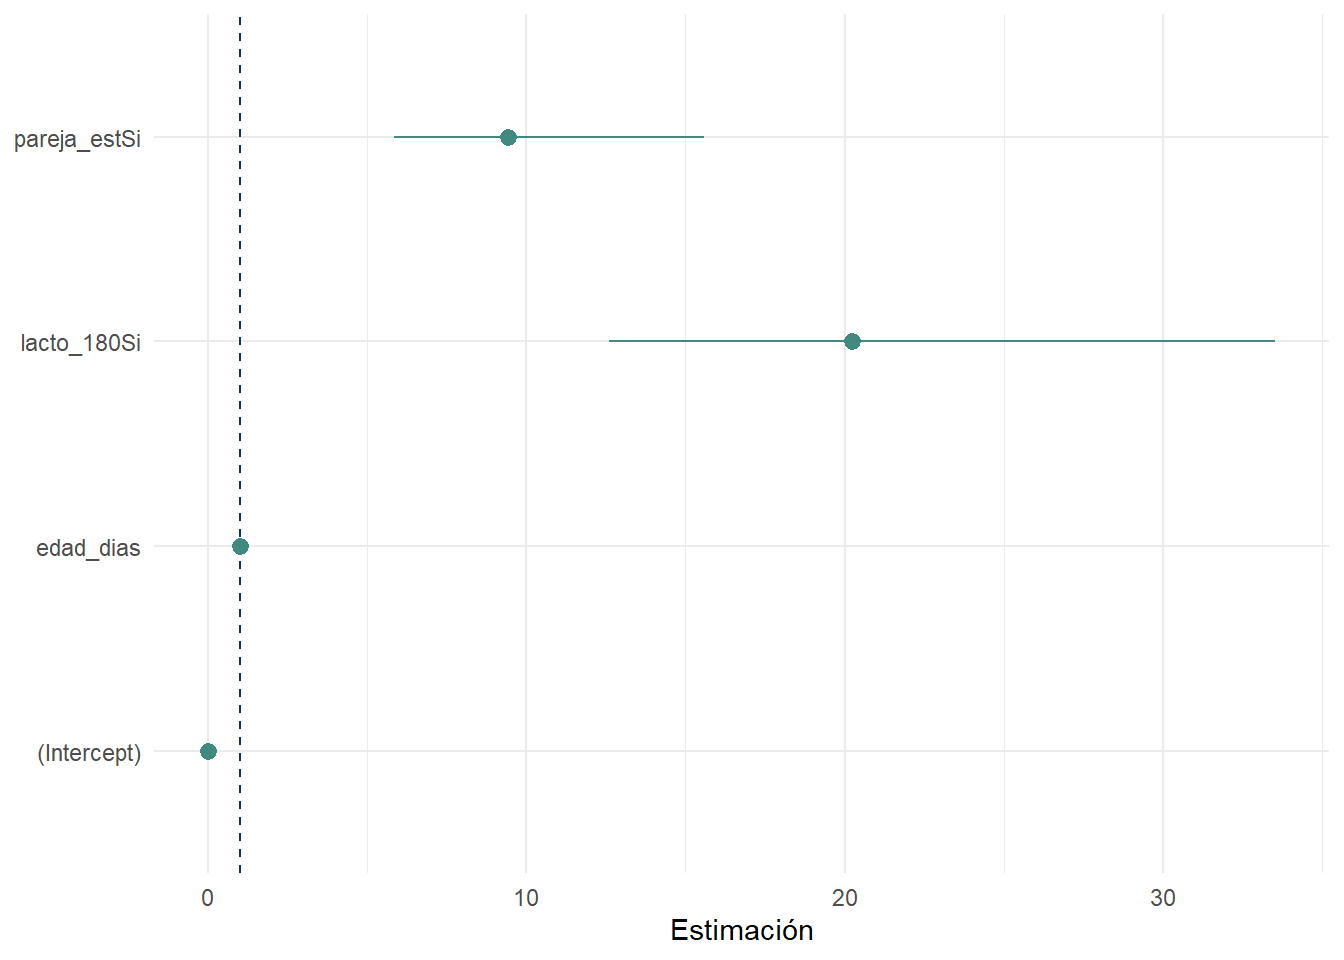 pareja_estSi
lacto_180Si
edad_dias
(Intercept)
0 10 20 30
Estimación